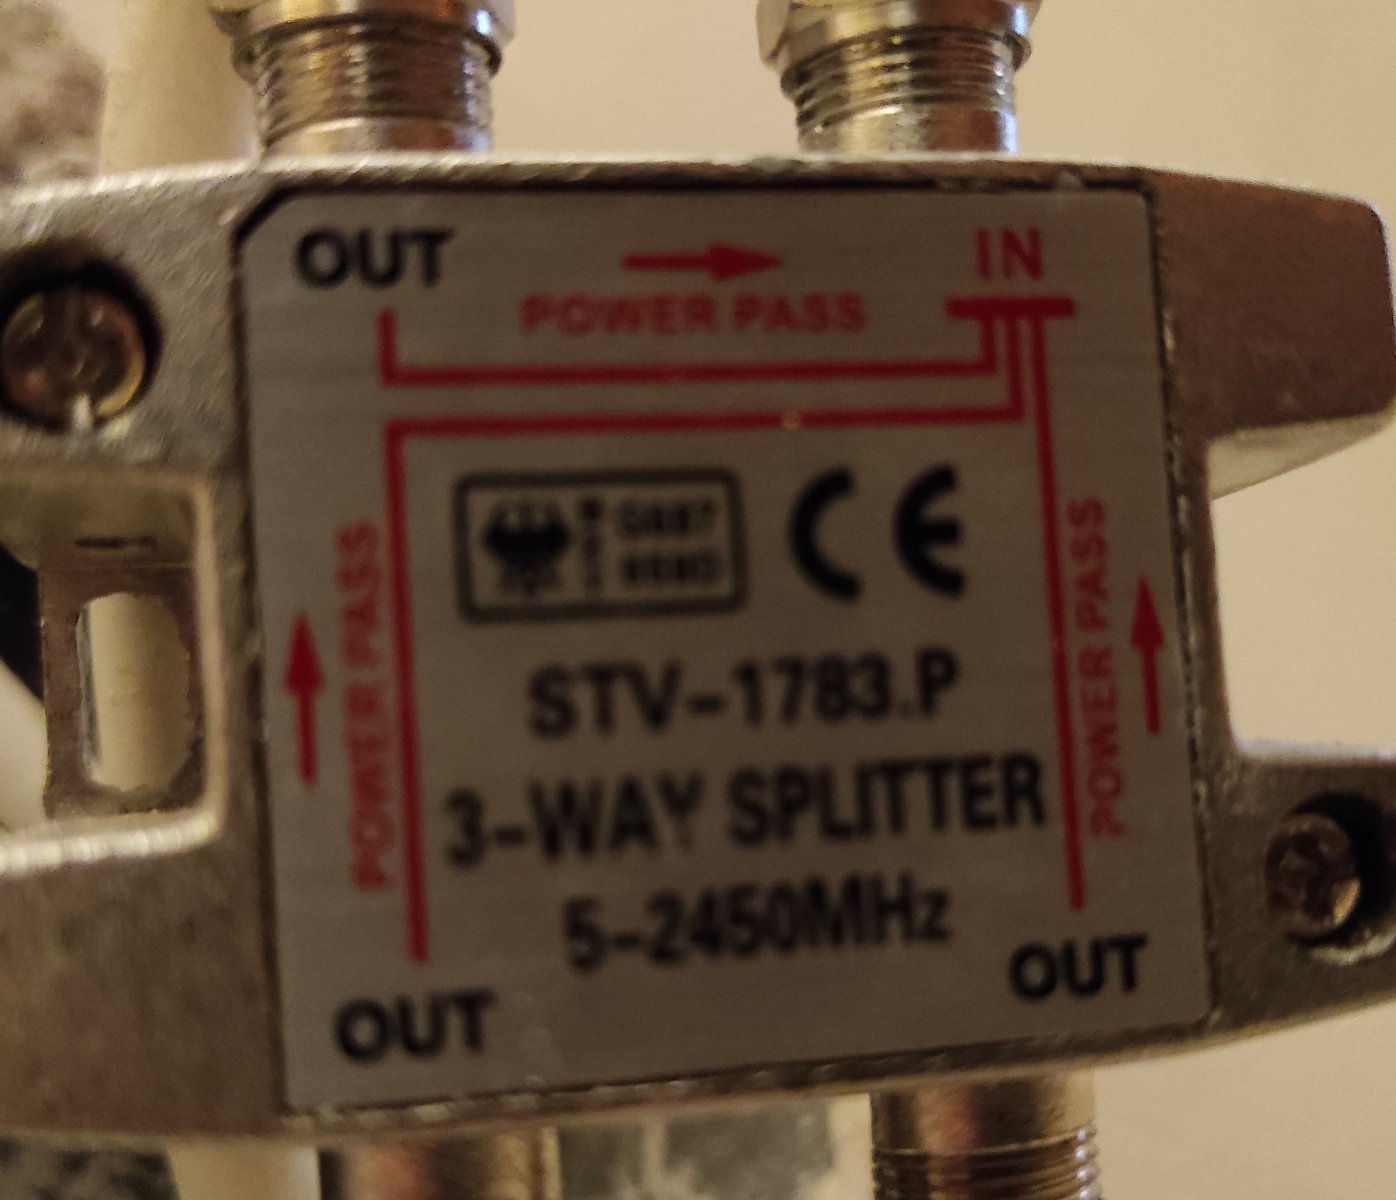 OUT
IN
POWER PASS
CE
POWER PASS
POWER PASS
STV-1783.P
3-WAY SPLITTER
5-2450MHz
OUT
OUT